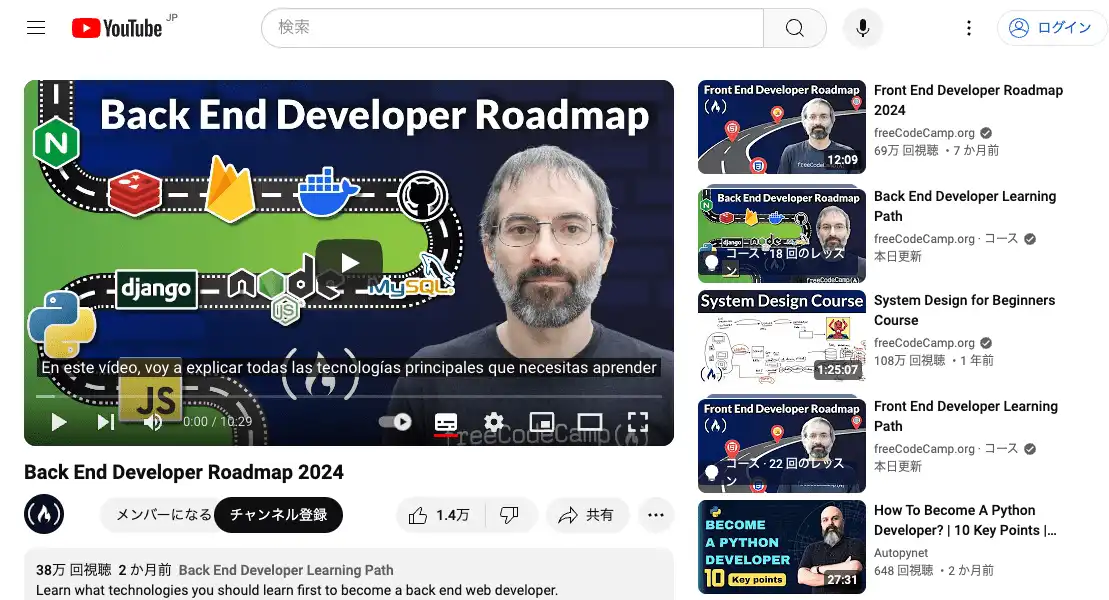 YouTube JP
検索
ログイン
Back End Developer Roadmap
django
node
JS
MySQL
En este vídeo, voy a explicar todas las tecnologías principales que necesitas aprender
JS
0:00 / 10:29
freeCodeCamp
Back End Developer Roadmap 2024
メンバーになる
チャンネル登録
1.4万
共有
38万 回視聴 2 か月前 Back End Developer Learning Path
Learn what technologies you should learn first to become a back end web developer.
Front End Developer Roadmap
freeCodeCamp
12:09
Front End Developer Roadmap
2024
freeCodeCamp.org
69万 回視聴 ・7 か月前
Back End Developer Roadmap
django
node
コース · 18 回のレッス
ン
freeCodeCamp
Back End Developer Learning
Path
freeCodeCamp.org · コース
本日更新
System Design Course
1:25:07
System Design for Beginners
Course
freeCodeCamp.org
108万 回視聴 ・1 年前
Front End Developer Roadmap
コース · 22 回のレッス
ン
Front End Developer Learning
Path
freeCodeCamp.org · コース
本日更新
BECOME
A PYTHON
DEVELOPER
10 Key points
27:31
How To Become A Python
Developer? | 10 Key Points |...
Autopynet
648 回視聴 ・2 か月前